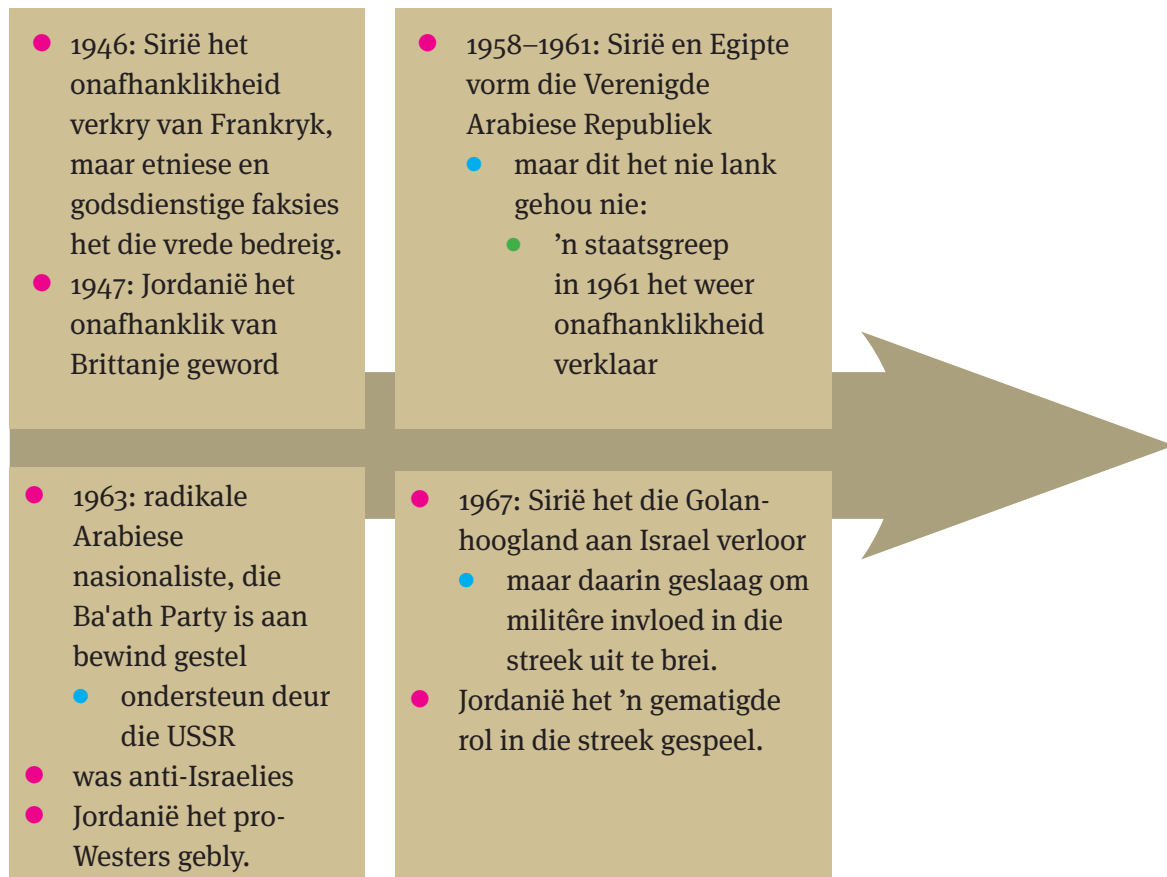 1946: Sirië het
onafhanklikheid
verkry van Frankryk,
maar etniese en
godsdienstige faksies
het die vrede bedreig.
1947: Jordanië het
onafhanklik van
Brittanje geword
1958–1961: Sirië en Egipte
vorm die Verenigde
Arabiese Republiek
maar dit het nie lank
gehou nie:
’n staatsgreep
in 1961 het weer
onafhanklikheid
verklaar
1963: radikale
Arabiese
nasionaliste, die
Ba'ath Party is aan
bewind gestel
ondersteun deur
die USSR
was anti-Israelies
Jordanië het pro-
Westers gebly.
1967: Sirië het die Golan-
hoogland aan Israel verloor
maar daarin geslaag om
militêre invloed in die
streek uit te brei.
Jordanië het ’n gematigde
rol in die streek gespeel.